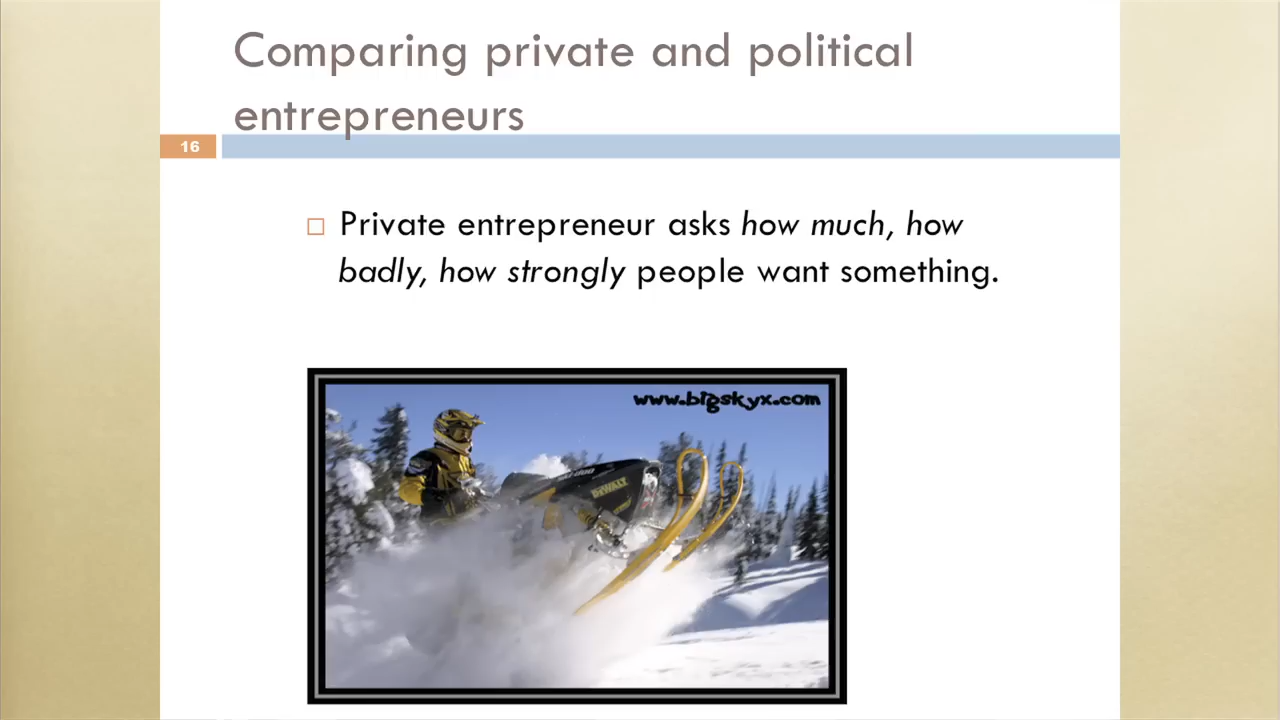 Comparing private and political
entrepreneurs
16
Private entrepreneur asks how much, how
badly, how strongly people want something.
www.bigskyx.com
DEWALT